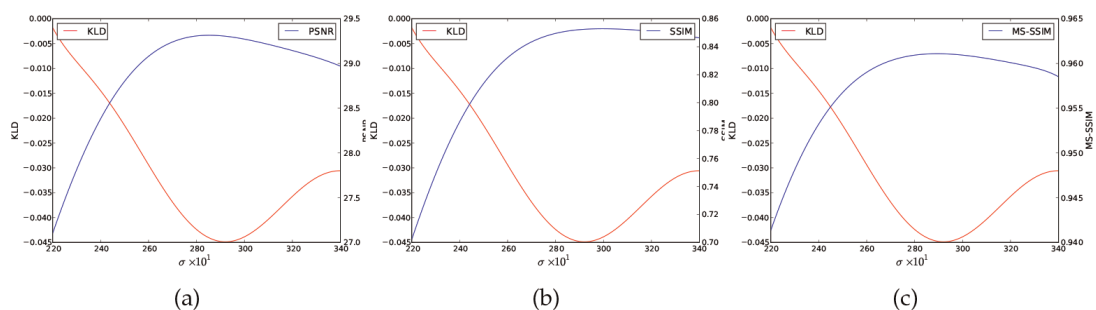 0.000
−0.005
−0.010
−0.015
−0.020
−0.025
−0.030
−0.035
−0.040
−0.045
KLD
KLD
PSNR
29.5
29.0
28.5
28.0
27.5
27.0
PSNR
220 240 260 280 300 320 340
σ ×10¹
(a)
0.000
−0.005
−0.010
−0.015
−0.020
−0.025
−0.030
−0.035
−0.040
−0.045
KLD
KLD
SSIM
0.86
0.84
0.82
0.80
0.78
0.76
0.74
0.72
0.70
SSIM
220 240 260 280 300 320 340
σ ×10¹
(b)
0.000
−0.005
−0.010
−0.015
−0.020
−0.025
−0.030
−0.035
−0.040
−0.045
KLD
KLD
MS-SSIM
0.965
0.960
0.955
0.950
0.945
0.940
MS-SSIM
220 240 260 280 300 320 340
σ ×10¹
(c)